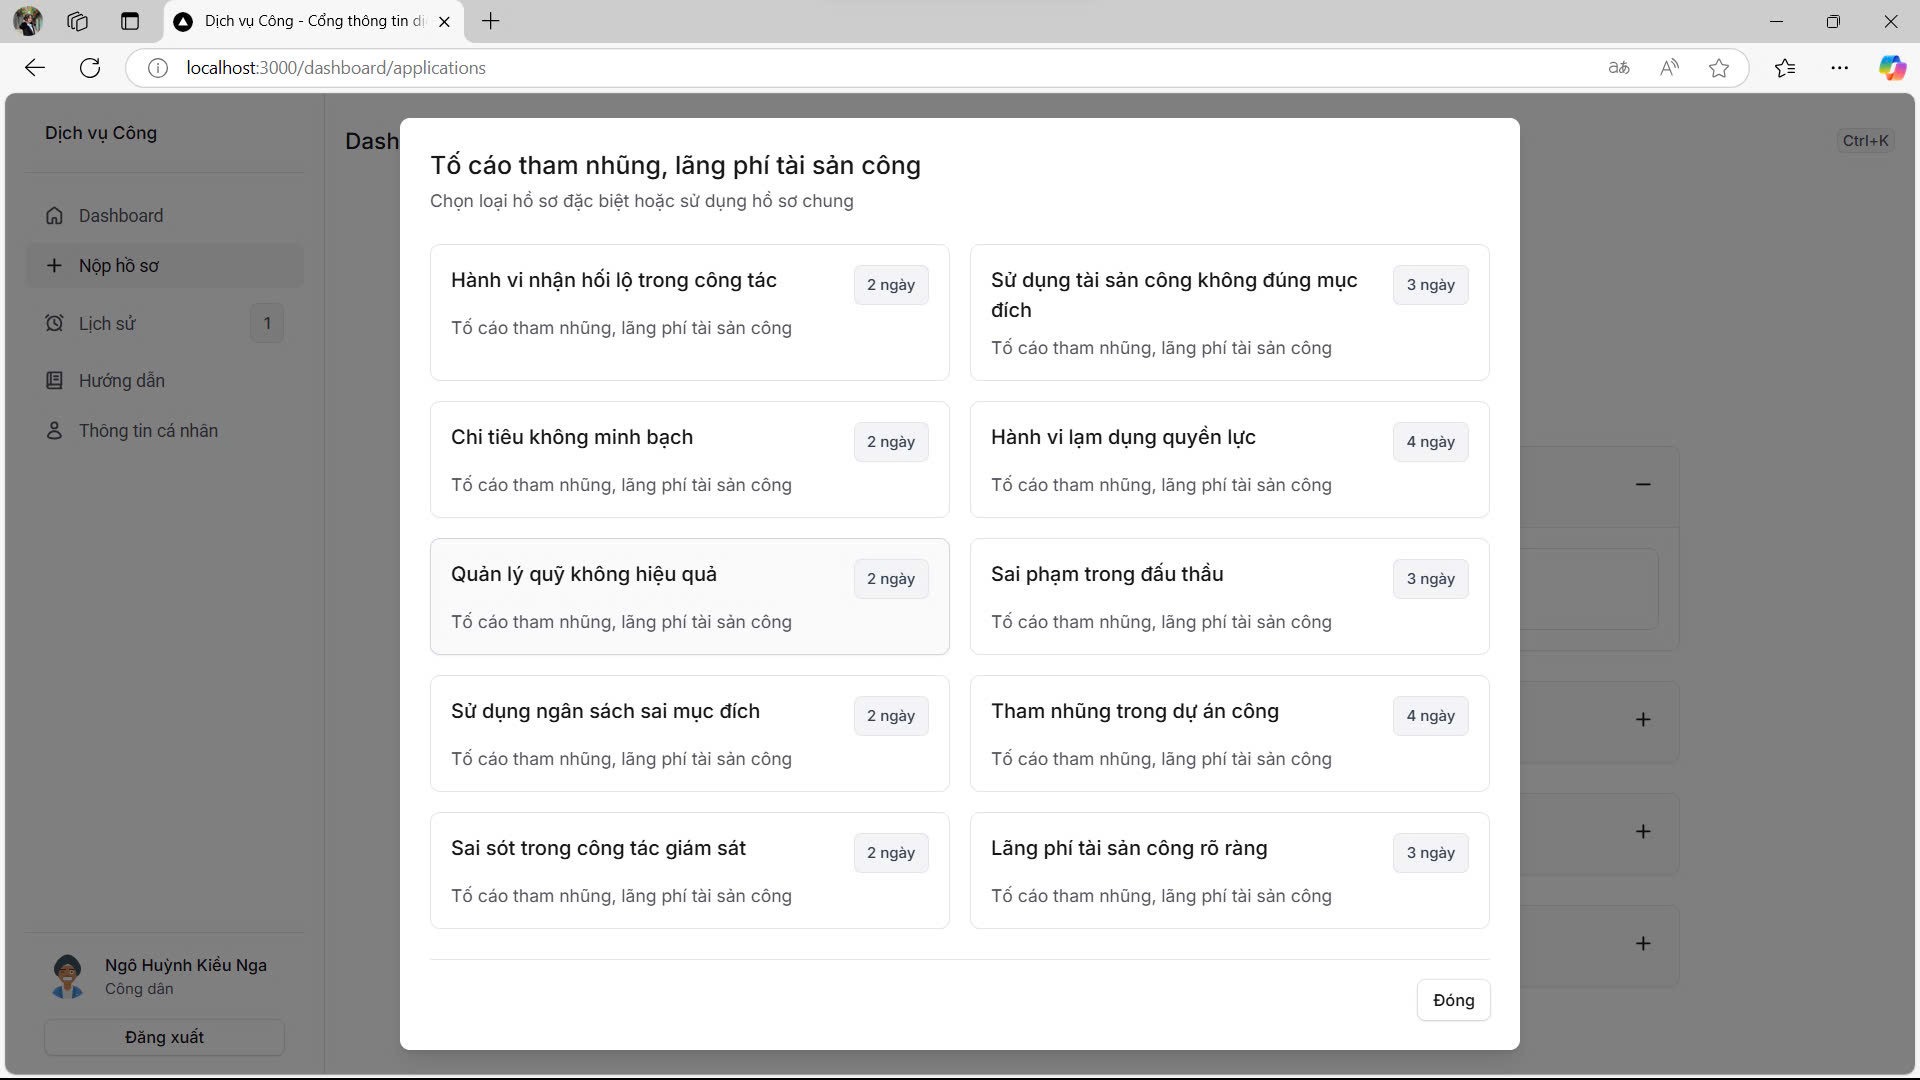 Dịch vụ Công - Cổng thông tin
localhost:3000/dashboard/applications
Dịch vụ Công
Dashboard
Nộp hồ sơ
Lịch sử
1
Hướng dẫn
Thông tin cá nhân
Ngô Huỳnh Kiều Nga
Công dân
Đăng xuất
Dash
Ctrl+K
Tố cáo tham nhũng, lãng phí tài sản công
Chọn loại hồ sơ đặc biệt hoặc sử dụng hồ sơ chung
Hành vi nhận hối lộ trong công tác
2 ngày
Tố cáo tham nhũng, lãng phí tài sản công
Sử dụng tài sản công không đúng mục
đích
3 ngày
Tố cáo tham nhũng, lãng phí tài sản công
Chi tiêu không minh bạch
2 ngày
Tố cáo tham nhũng, lãng phí tài sản công
Hành vi lạm dụng quyền lực
4 ngày
Tố cáo tham nhũng, lãng phí tài sản công
Quản lý quỹ không hiệu quả
2 ngày
Tố cáo tham nhũng, lãng phí tài sản công
Sai phạm trong đấu thầu
3 ngày
Tố cáo tham nhũng, lãng phí tài sản công
Sử dụng ngân sách sai mục đích
2 ngày
Tố cáo tham nhũng, lãng phí tài sản công
Tham nhũng trong dự án công
4 ngày
Tố cáo tham nhũng, lãng phí tài sản công
Sai sót trong công tác giám sát
2 ngày
Tố cáo tham nhũng, lãng phí tài sản công
Lãng phí tài sản công rõ ràng
3 ngày
Tố cáo tham nhũng, lãng phí tài sản công
Đóng